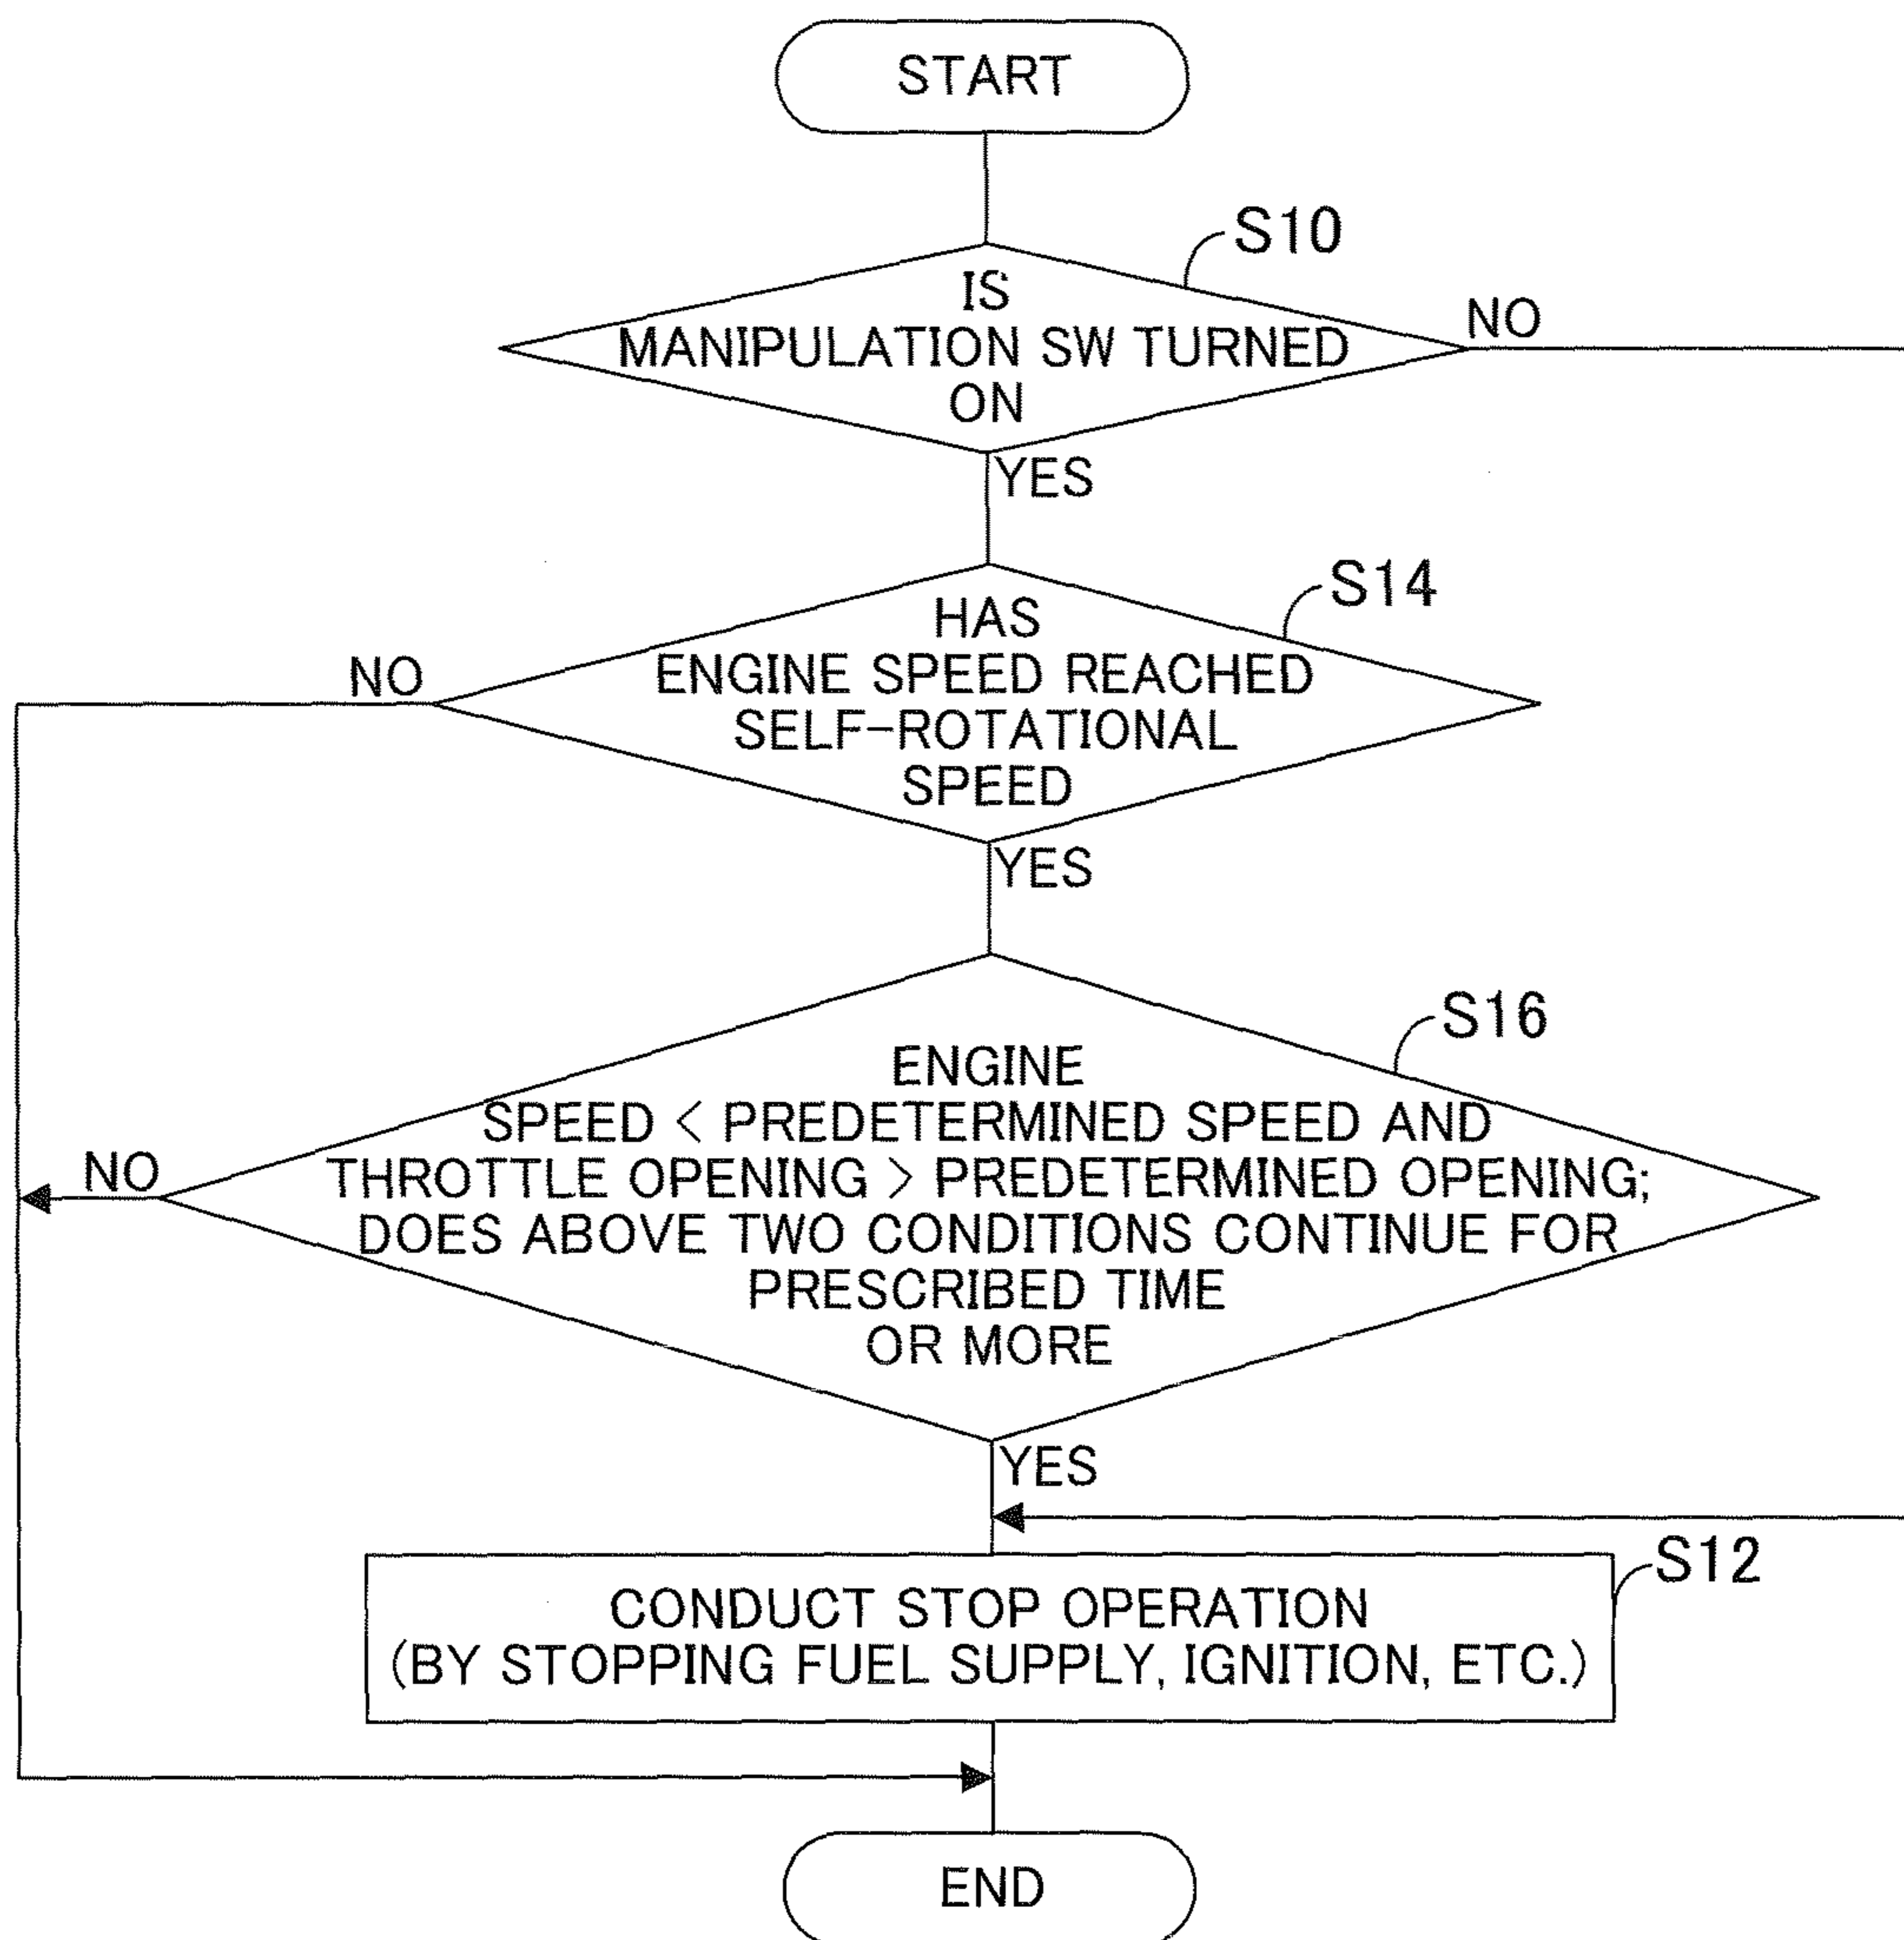 START
S10
IS
MANIPULATION SW TURNED
ON
NO
YES
S14
HAS
ENGINE SPEED REACHED
SELF-ROTATIONAL
SPEED
NO
YES
S16
ENGINE
SPEED < PREDETERMINED SPEED AND
THROTTLE OPENING > PREDETERMINED OPENING;
DOES ABOVE TWO CONDITIONS CONTINUE FOR
PRESCRIBED TIME
OR MORE
NO
YES
S12
CONDUCT STOP OPERATION
(BY STOPPING FUEL SUPPLY, IGNITION, ETC.)
END